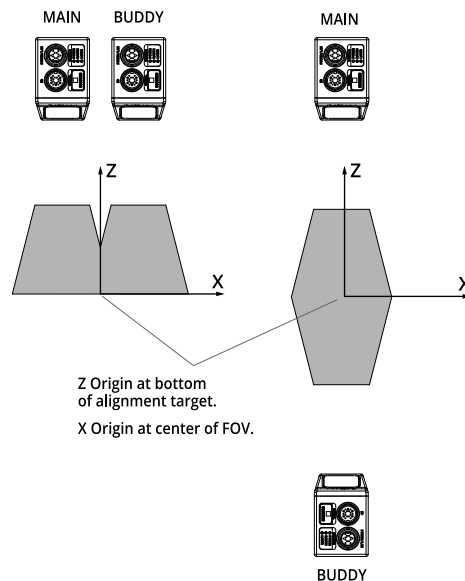 MAIN
BUDDY
MAIN
Z
Z
X
X
Z Origin at bottom
of alignment target.
X Origin at center of FOV.
BUDDY